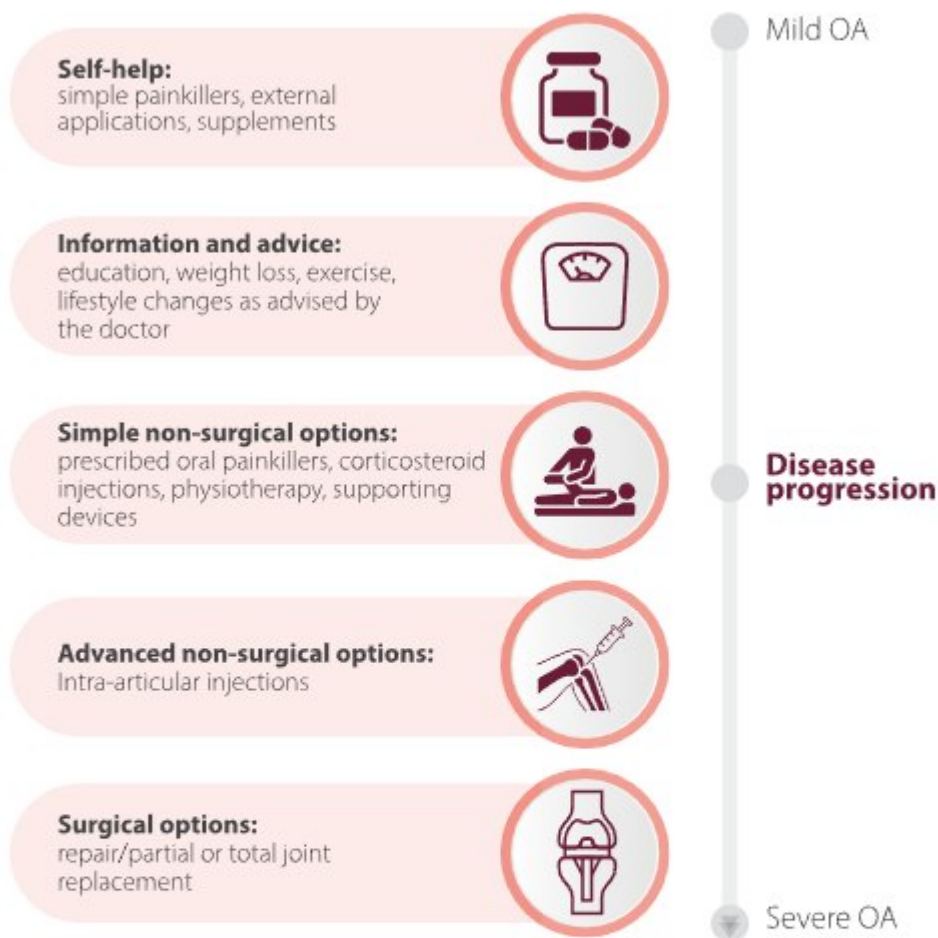 Mild OA
Self-help:
simple painkillers, external
applications, supplements
Information and advice:
education, weight loss, exercise,
lifestyle changes as advised by
the doctor
Simple non-surgical options:
prescribed oral painkillers, corticosteroid
injections, physiotherapy, supporting
devices
Disease
progression
Advanced non-surgical options:
Intra-articular injections
Surgical options:
repair/partial or total joint
replacement
Severe OA